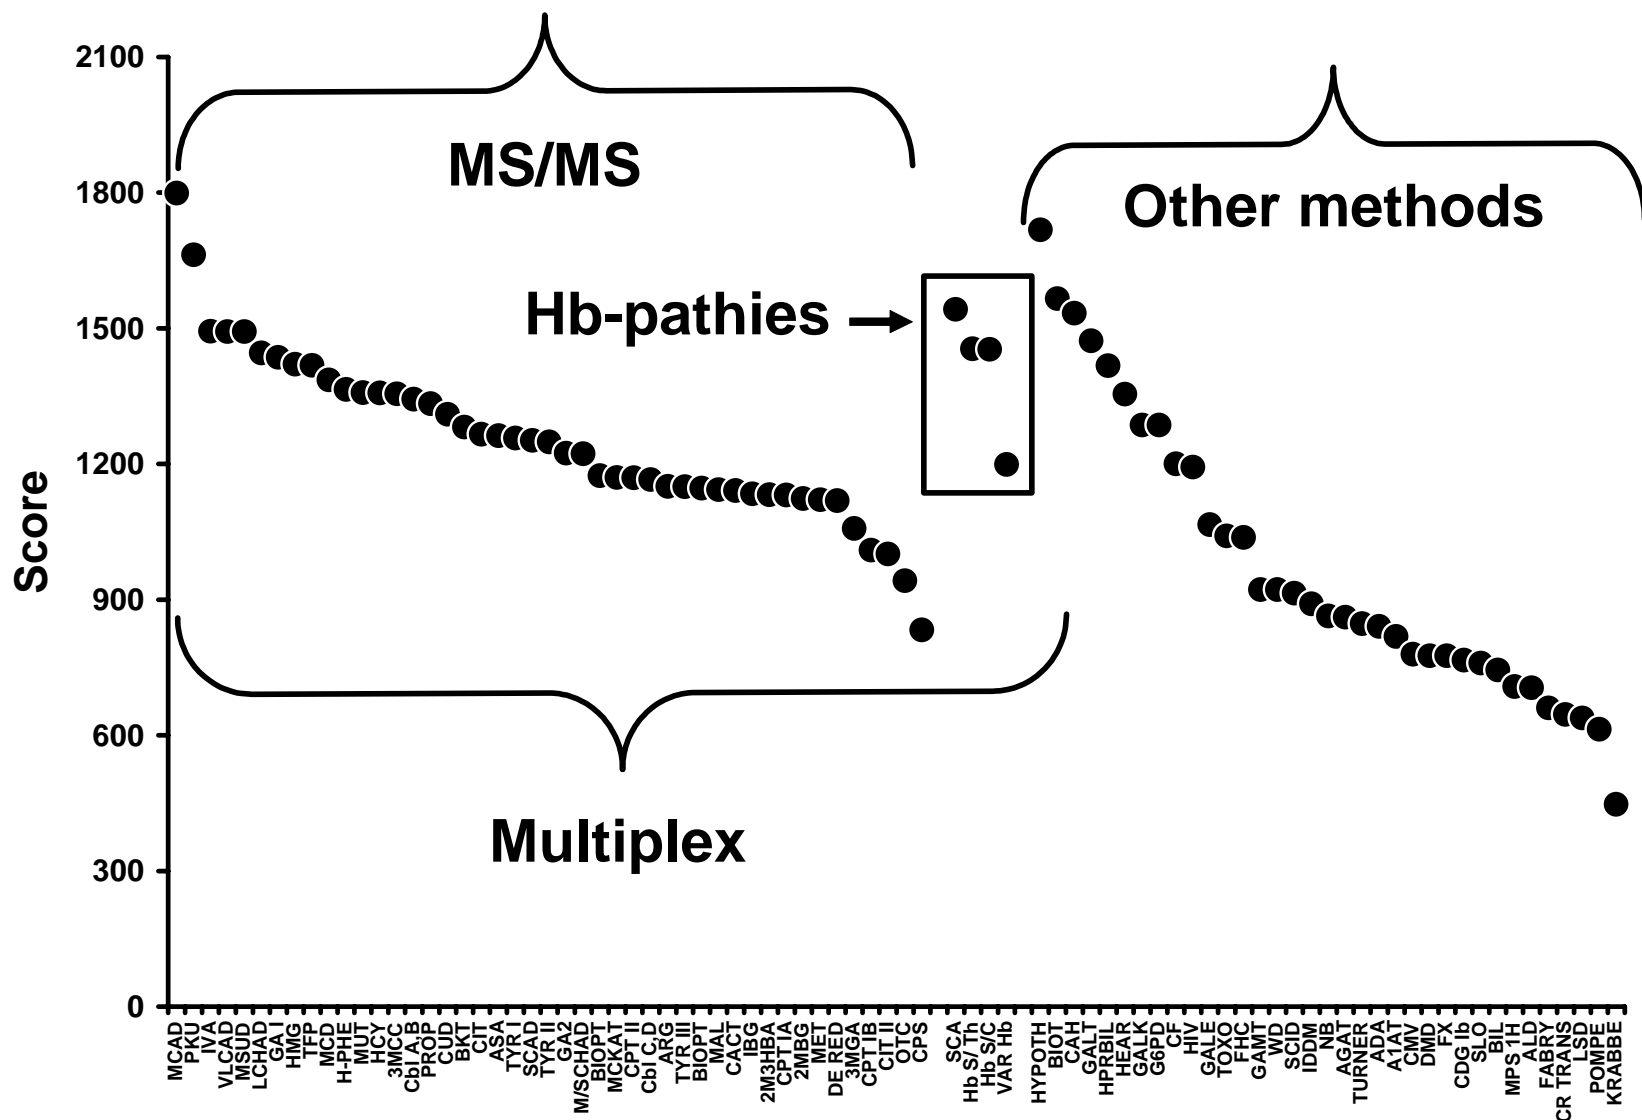 2100
1800
1500
1200
900
600
300
0
Score
MS/MS
Other methods
Hb-pathies
Multiplex
MCAD
PKU
IVA
VLCAD
MSUD
LCHAD
GA I
HMG
TFP
MCD
H-PHE
MUT
HCY
3MCC
Cbl A,B
PROP
CUD
BKT
CIT
ASA
TYR I
SCAD
TYR II
GA2
M/SCHAD
BIOPT
MCKAT
CPT II
Cbl C,D
ARG
TYR III
BIOPT
MAL
CACT
IBG
2M3HBA
CPT IA
2MBG
MET
DE RED
3MGA
CPT IB
CIT II
OTC
CPS
SCA
Hb S/ Th
Hb S/C
VAR Hb
HYPOTH
BIOT
CAH
GALT
HPRBIL
HEAR
GALK
G6PD
CF
HIV
GALE
TOXO
FHC
GAMT
WD
SCID
IDDM
NB
AGAT
TURNER
ADA
A1AT
CMV
DMD
FX
CDG Ib
SLO
BIL
MPS 1H
ALD
FABRY
CR TRANS
LSD
POMPE
KRABBE